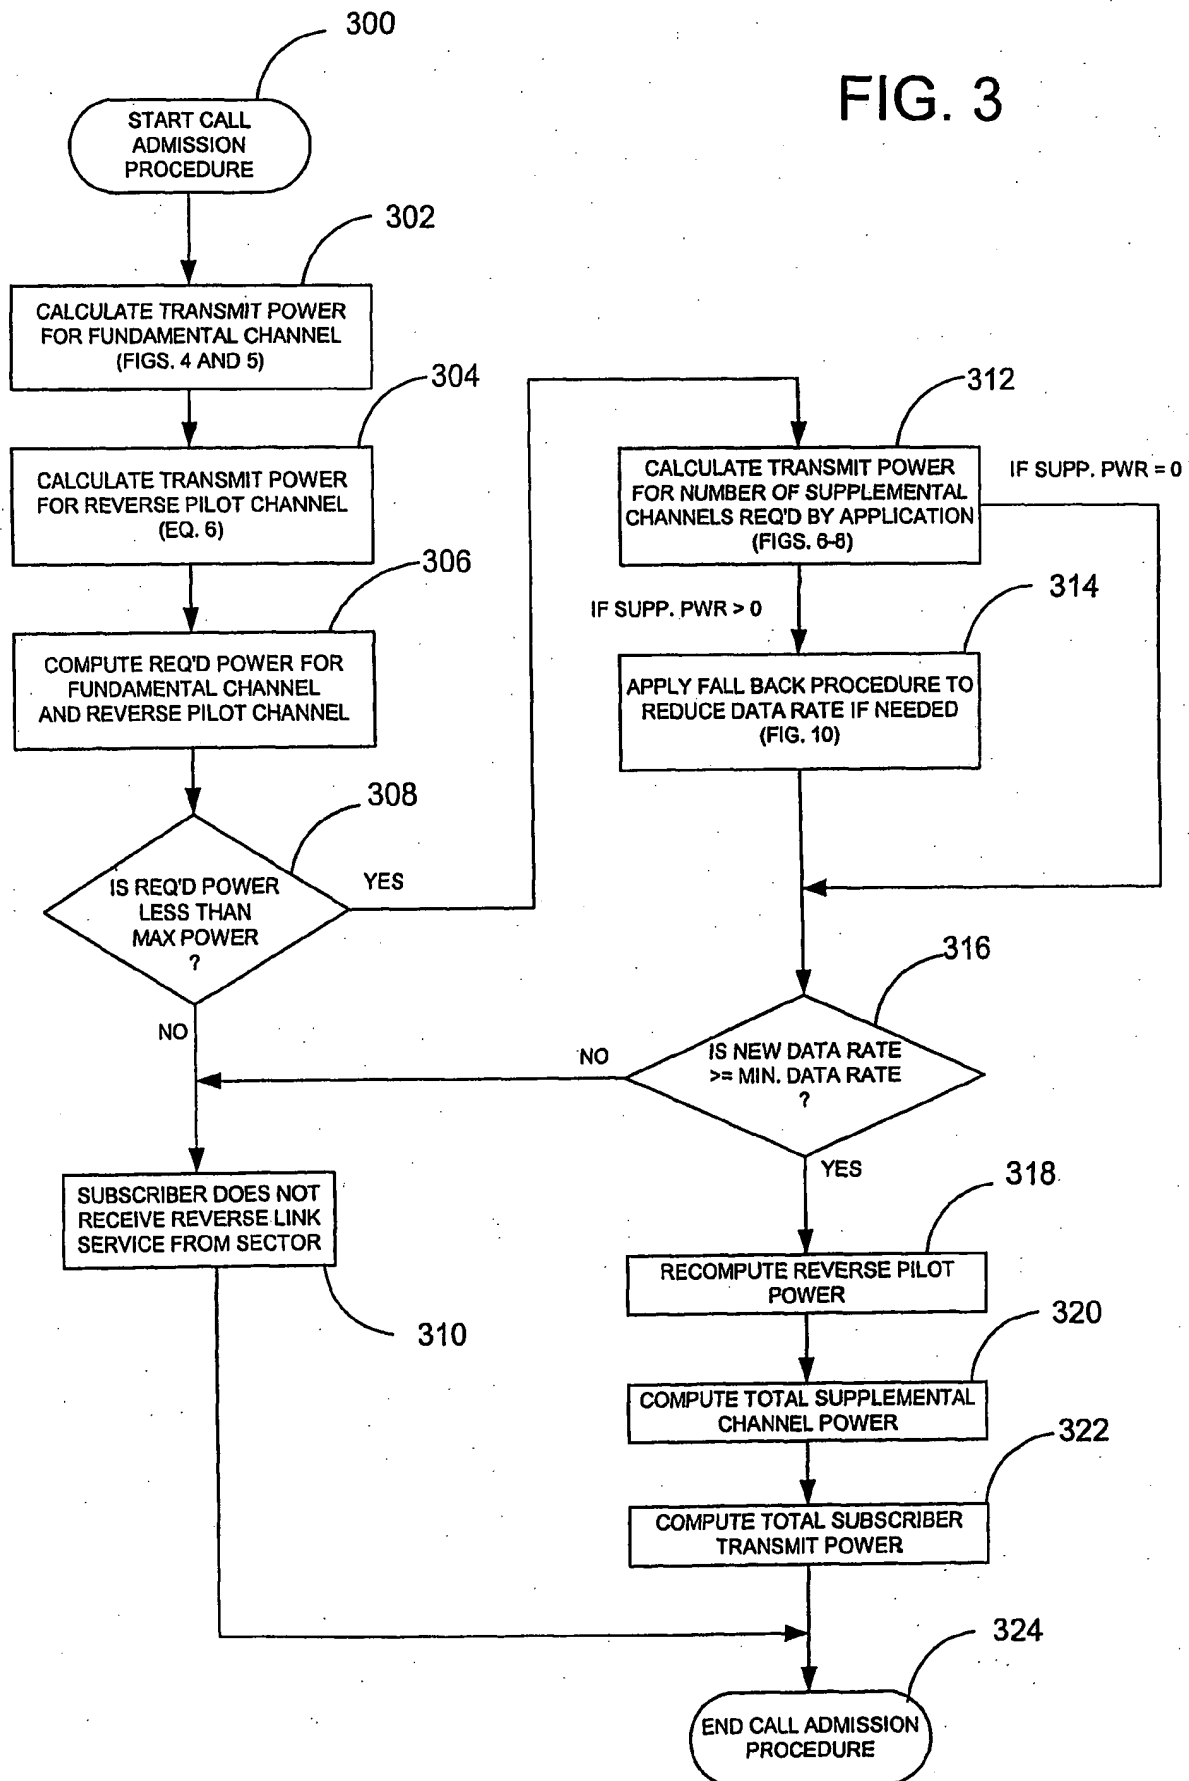 FIG. 3
300
START CALL
ADMISSION
PROCEDURE
302
CALCULATE TRANSMIT POWER
FOR FUNDAMENTAL CHANNEL
(FIGS. 4 AND 5)
304
CALCULATE TRANSMIT POWER
FOR REVERSE PILOT CHANNEL
(EQ. 6)
306
COMPUTE REQ'D POWER FOR
FUNDAMENTAL CHANNEL
AND REVERSE PILOT CHANNEL
308
IS REQ'D POWER
LESS THAN
MAX POWER
?
YES
NO
SUBSCRIBER DOES NOT
RECEIVE REVERSE LINK
SERVICE FROM SECTOR
310
312
CALCULATE TRANSMIT POWER
FOR NUMBER OF SUPPLEMENTAL
CHANNELS REQ'D BY APPLICATION
(FIGS. 6-8)
IF SUPP. PWR = 0
IF SUPP. PWR > 0
314
APPLY FALL BACK PROCEDURE TO
REDUCE DATA RATE IF NEEDED
(FIG. 10)
316
IS NEW DATA RATE
>= MIN. DATA RATE
?
NO
YES
318
RECOMPUTE REVERSE PILOT
POWER
320
COMPUTE TOTAL SUPPLEMENTAL
CHANNEL POWER
322
COMPUTE TOTAL SUBSCRIBER
TRANSMIT POWER
324
END CALL ADMISSION
PROCEDURE